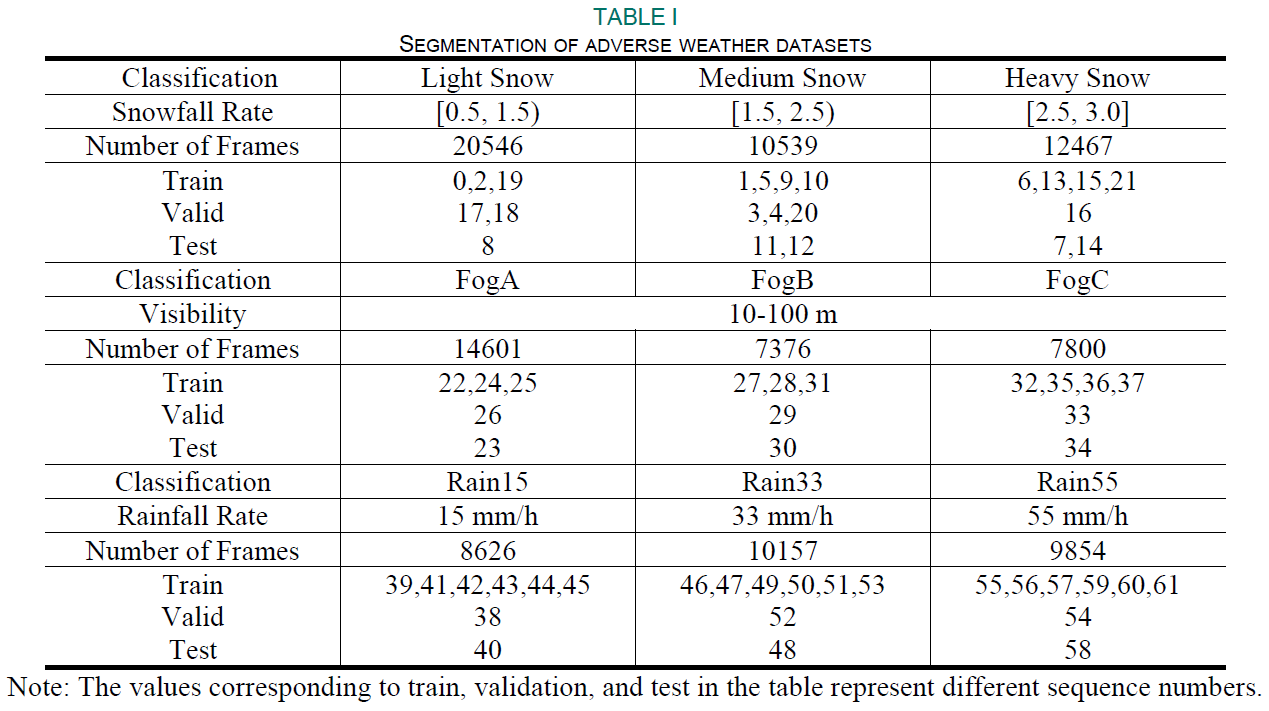 TABLE I
SEGMENTATION OF ADVERSE WEATHER DATASETS
Classification Light Snow Medium Snow Heavy Snow
Snowfall Rate [0.5, 1.5) [1.5, 2.5) [2.5, 3.0]
Number of Frames 20546 10539 12467
Train 0,2,19 1,5,9,10 6,13,15,21
Valid 17,18 3,4,20 16
Test 8 11,12 7,14
Classification FogA FogB FogC
Visibility 10-100 m
Number of Frames 14601 7376 7800
Train 22,24,25 27,28,31 32,35,36,37
Valid 26 29 33
Test 23 30 34
Classification Rain15 Rain33 Rain55
Rainfall Rate 15 mm/h 33 mm/h 55 mm/h
Number of Frames 8626 10157 9854
Train 39,41,42,43,44,45 46,47,49,50,51,53 55,56,57,59,60,61
Valid 38 52 54
Test 40 48 58
Note: The values corresponding to train, validation, and test in the table represent different sequence numbers.